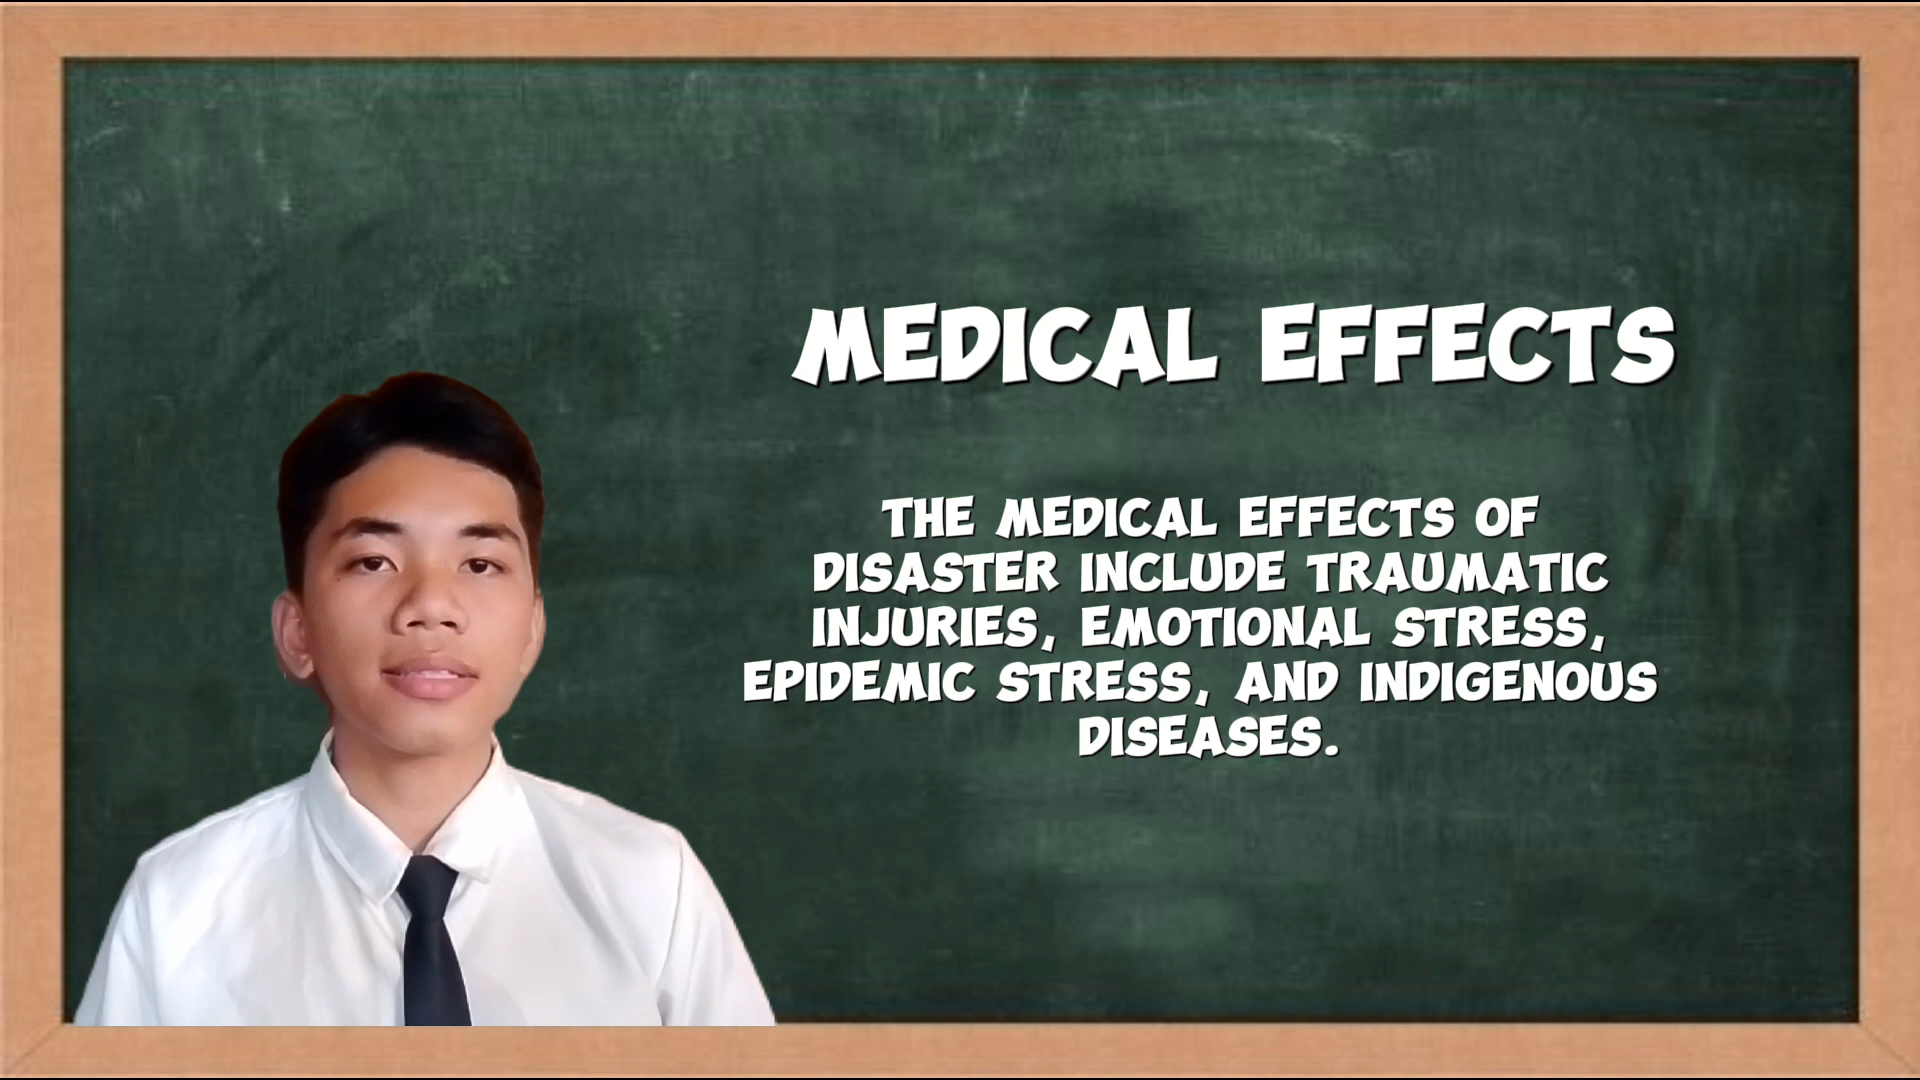 MEDICAL EFFECTS
THE MEDICAL EFFECTS OF
DISASTER INCLUDE TRAUMATIC
INJURIES, EMOTIONAL STRESS,
EPIDEMIC STRESS, AND INDIGENOUS
DISEASES.